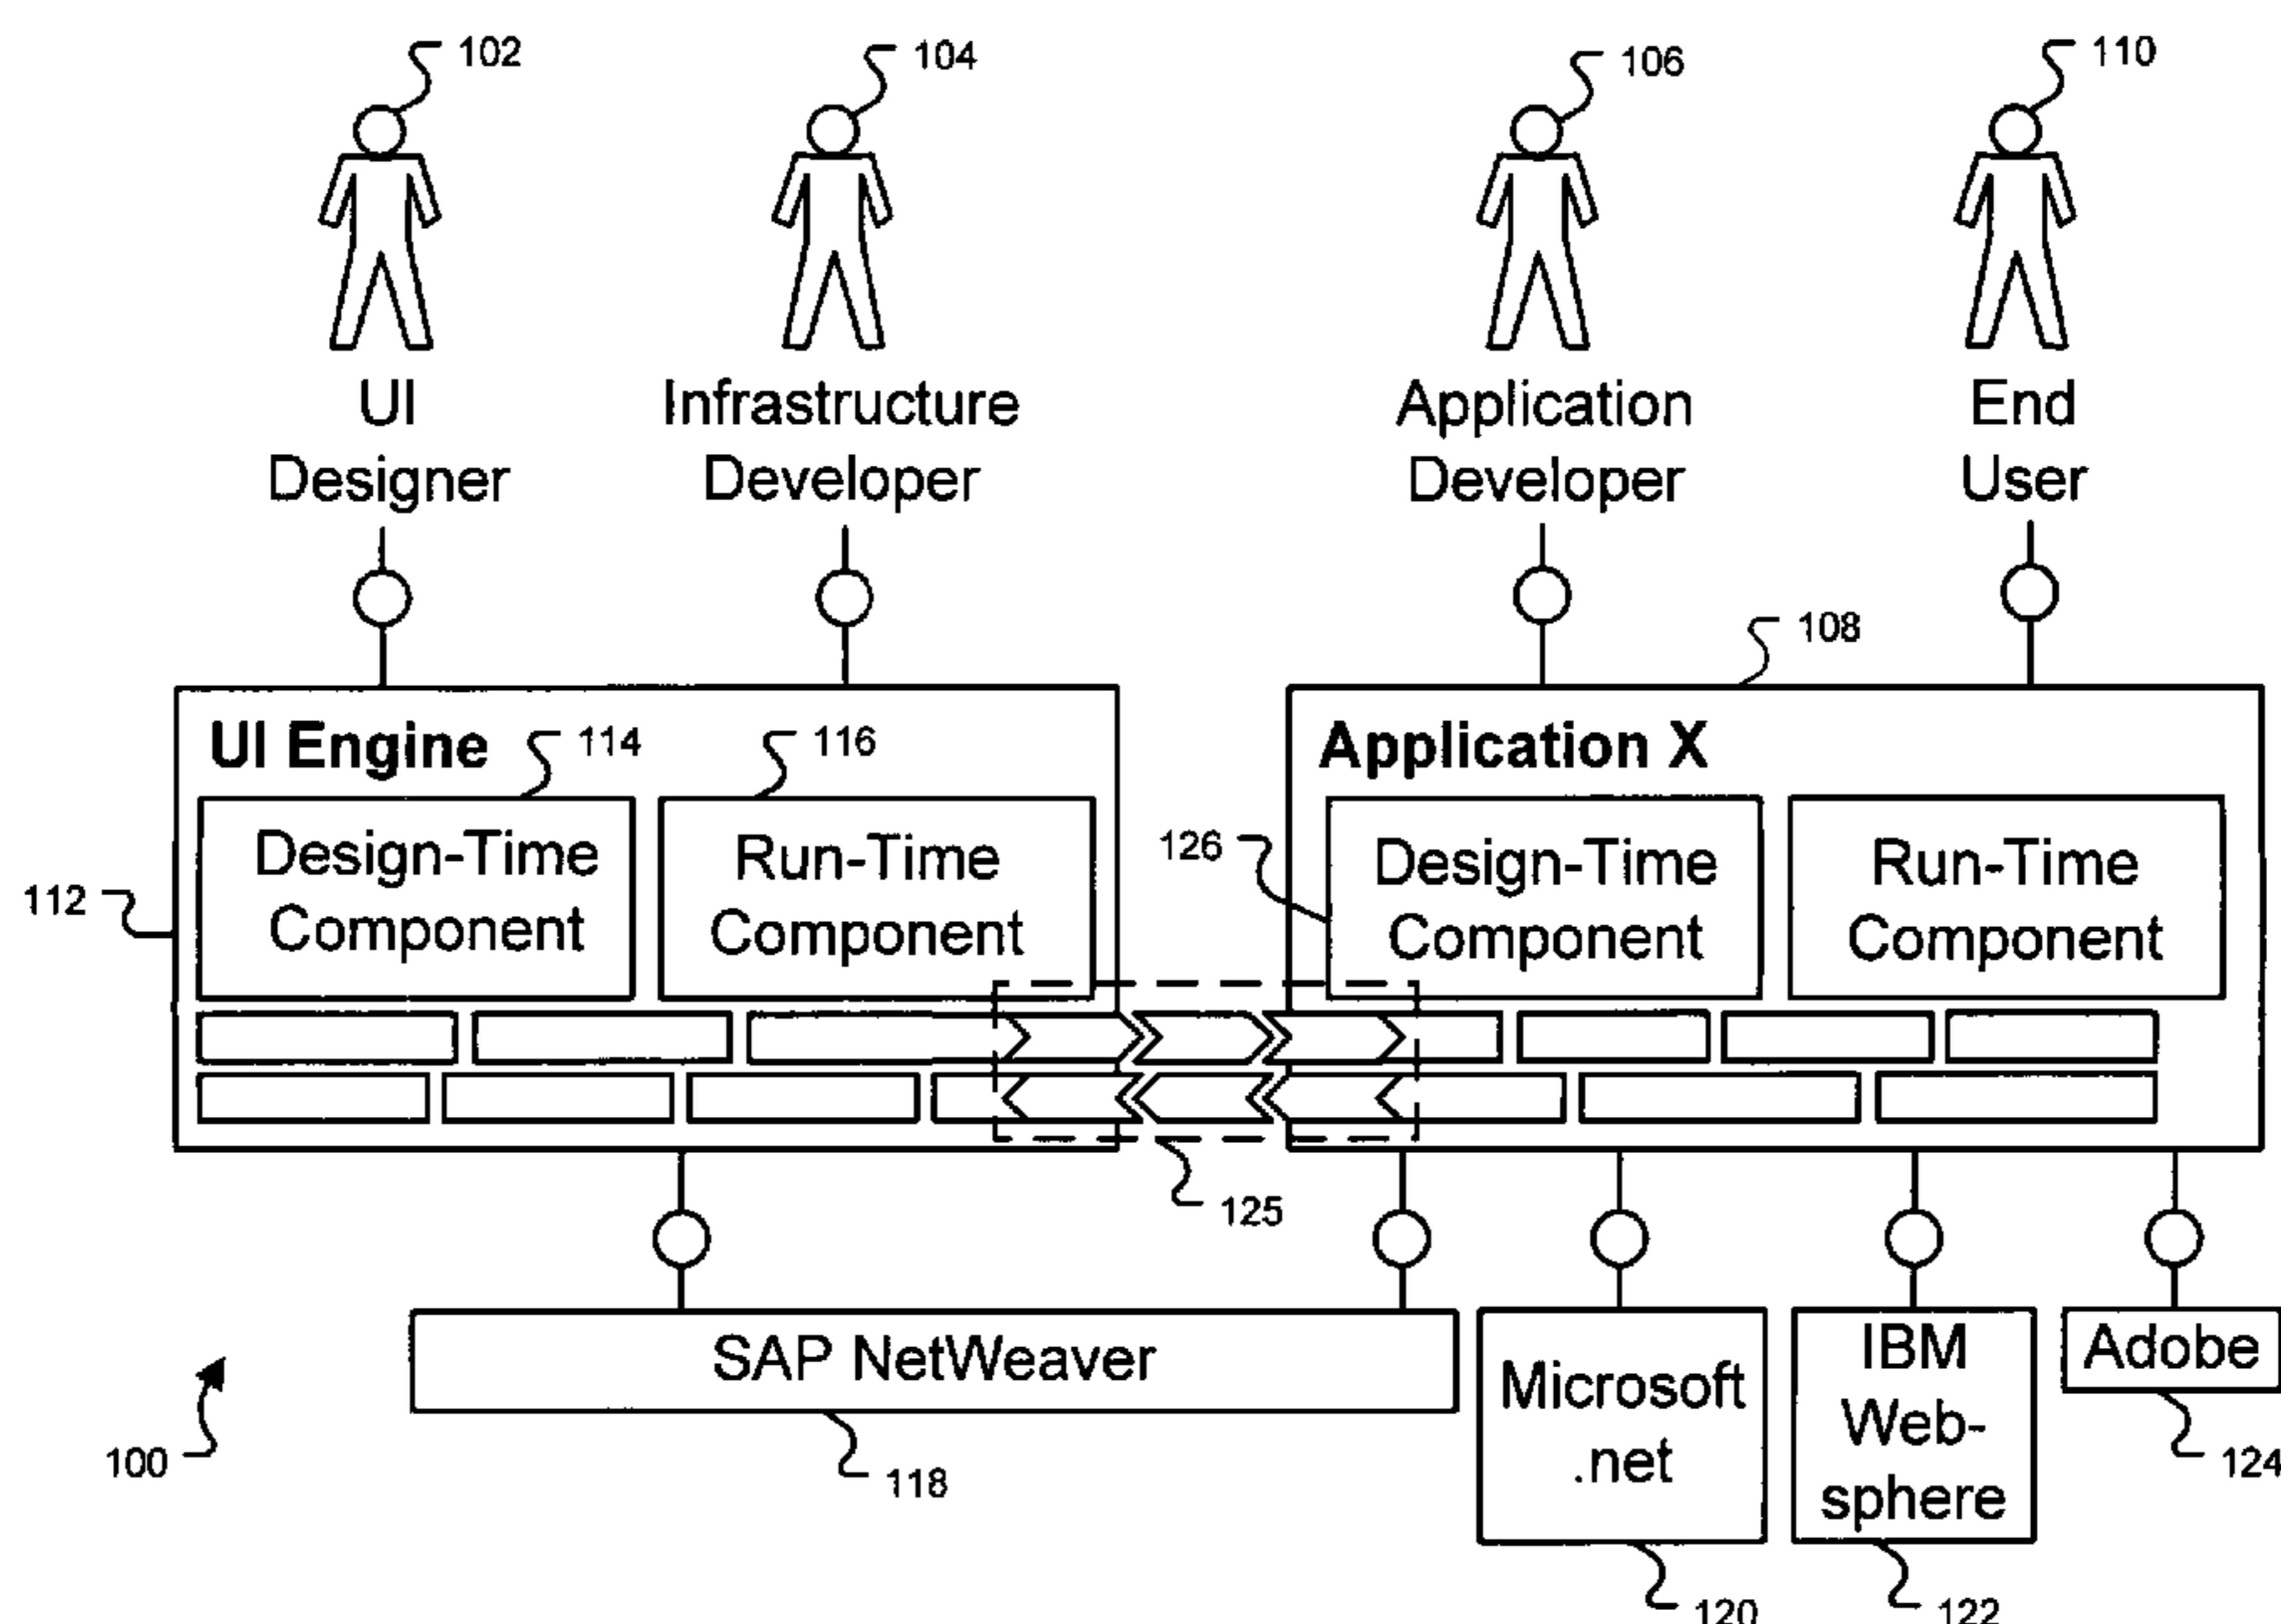 102
104
106
110
UI
Designer
Infrastructure
Developer
Application
Developer
End
User
108
UI Engine
114
116
Application X
112
Design-Time
Component
Run-Time
Component
126
Design-Time
Component
Run-Time
Component
125
SAP NetWeaver
Microsoft
.net
IBM
Web-
sphere
Adobe
100
118
124
120
122